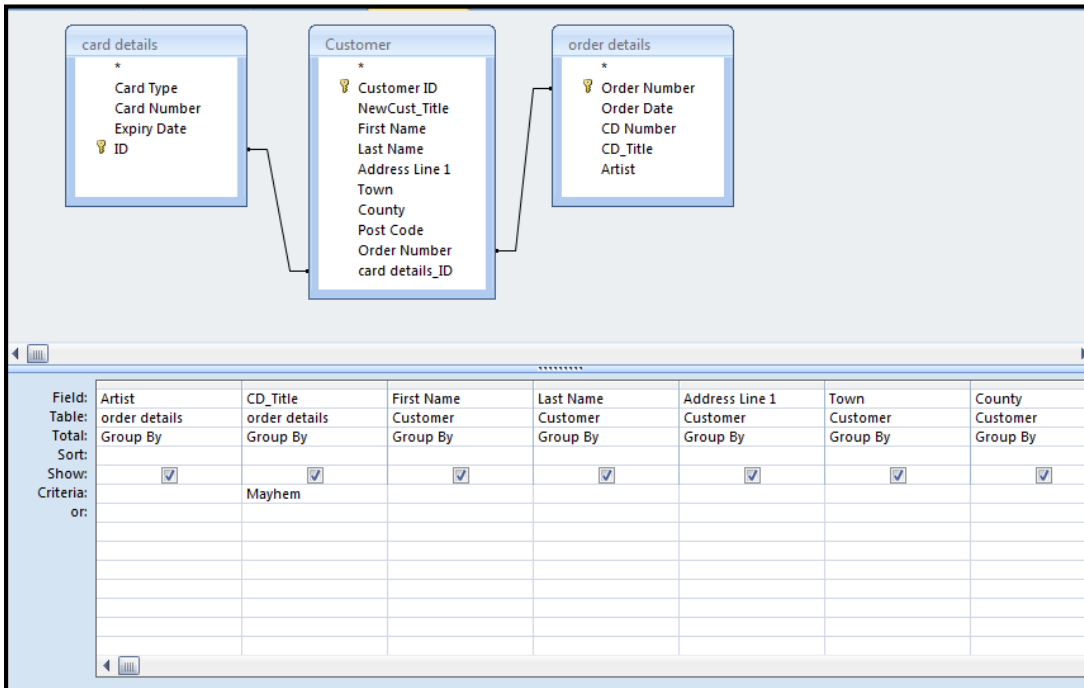 card details
*
Card Type
Card Number
Expiry Date
ID
Customer
*
Customer ID
NewCust_Title
First Name
Last Name
Address Line 1
Town
County
Post Code
Order Number
card details_ID
order details
*
Order Number
Order Date
CD Number
CD_Title
Artist
Field: Artist CD_Title First Name Last Name Address Line 1 Town County
Table: order details order details Customer Customer Customer Customer Customer
Total: Group By Group By Group By Group By Group By Group By Group By
Sort:
Show:
Criteria: Mayhem
or: